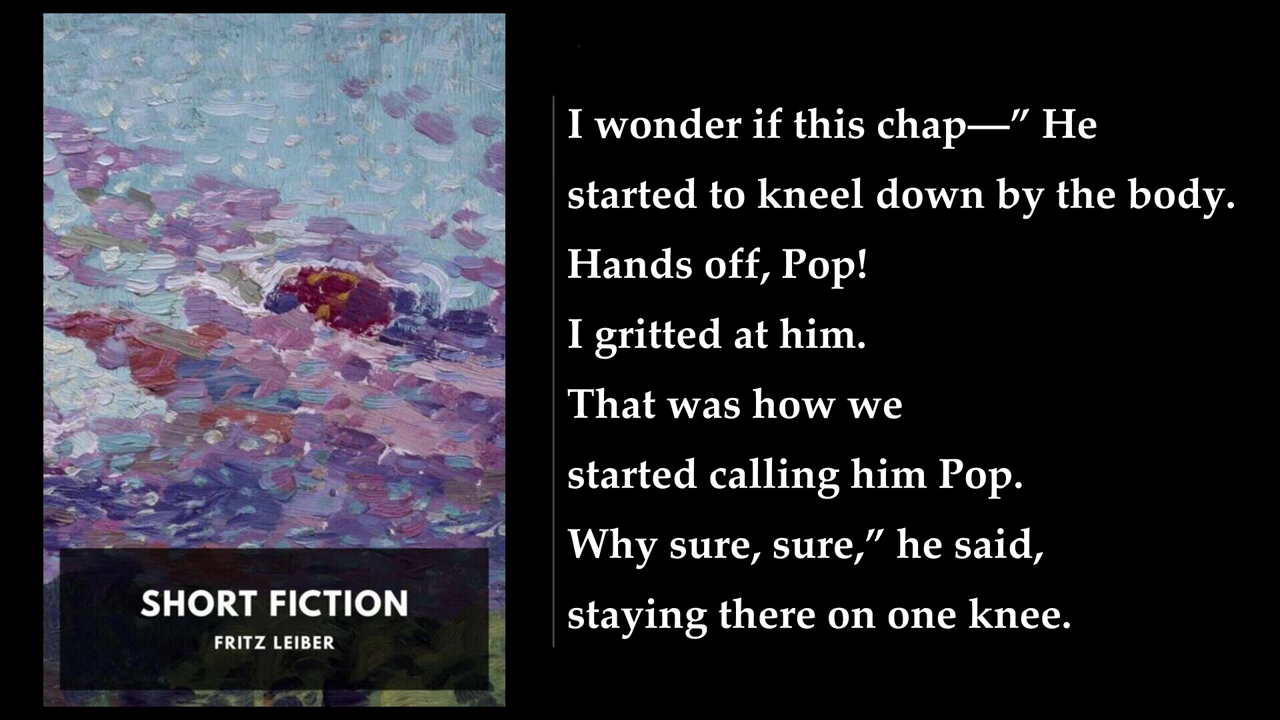 SHORT FICTION
FRITZ LEIBER
I wonder if this chap—” He
started to kneel down by the body.
Hands off, Pop!
I gritted at him.
That was how we
started calling him Pop.
Why sure, sure,” he said,
staying there on one knee.